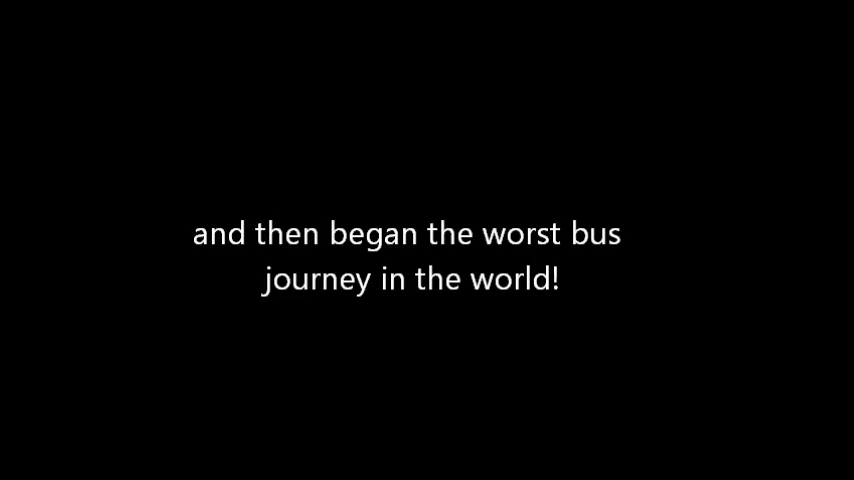 and then began the worst bus
journey in the world!